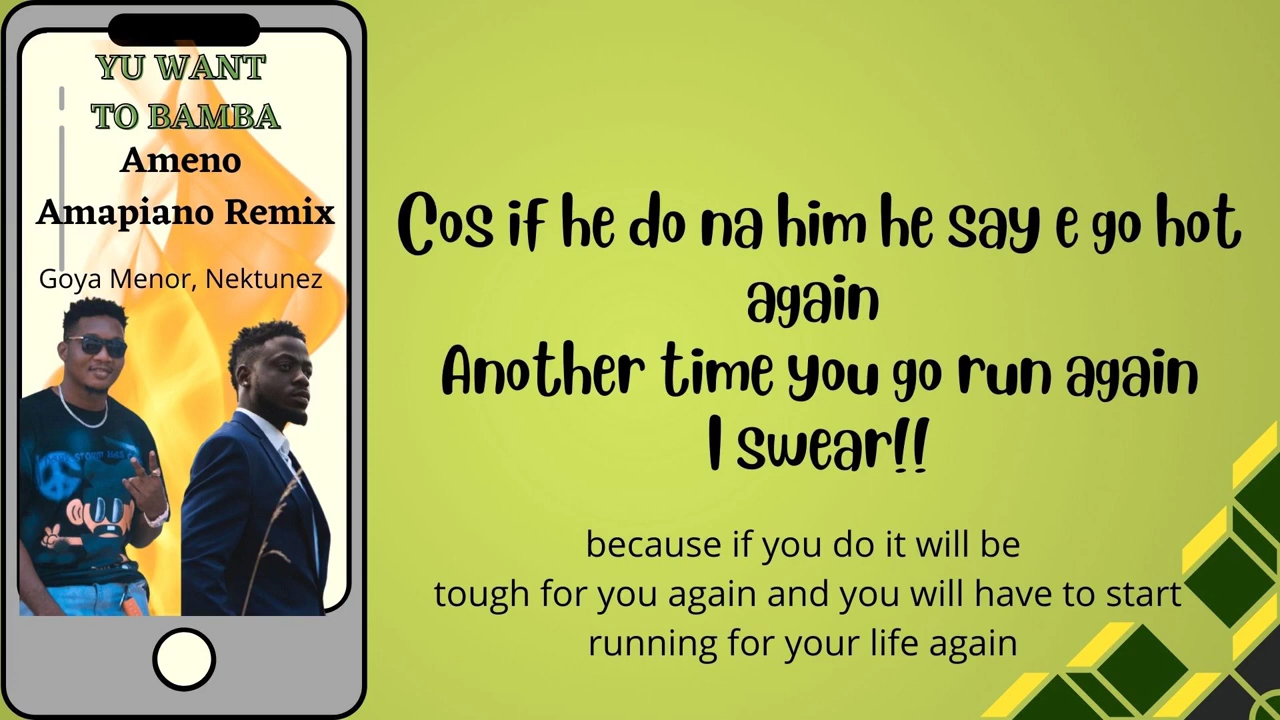 YU WANT
TO BAMBA
Ameno
Amapiano Remix
Goya Menor, Nektunez
Cos if he do na him he say e go hot
again
Another time you go run again
I swear!!
because if you do it will be
tough for you again and you will have to start
running for your life again